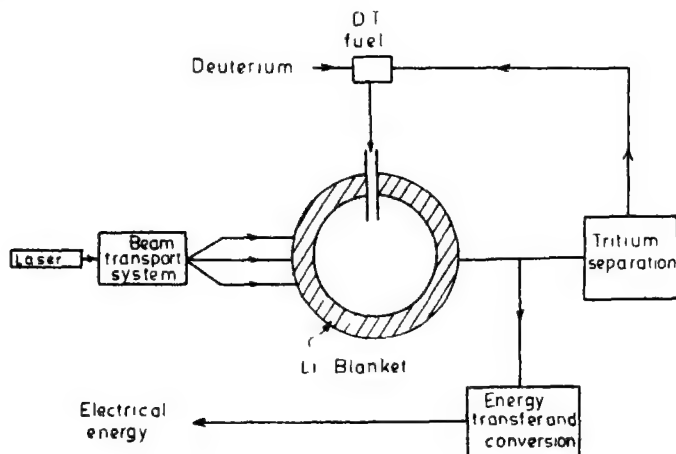 DT
fuel
Deuterium
Laser
Beam
transport
system
Tritium
separation
Li Blanket
Electrical
energy
Energy
transfer and
conversion